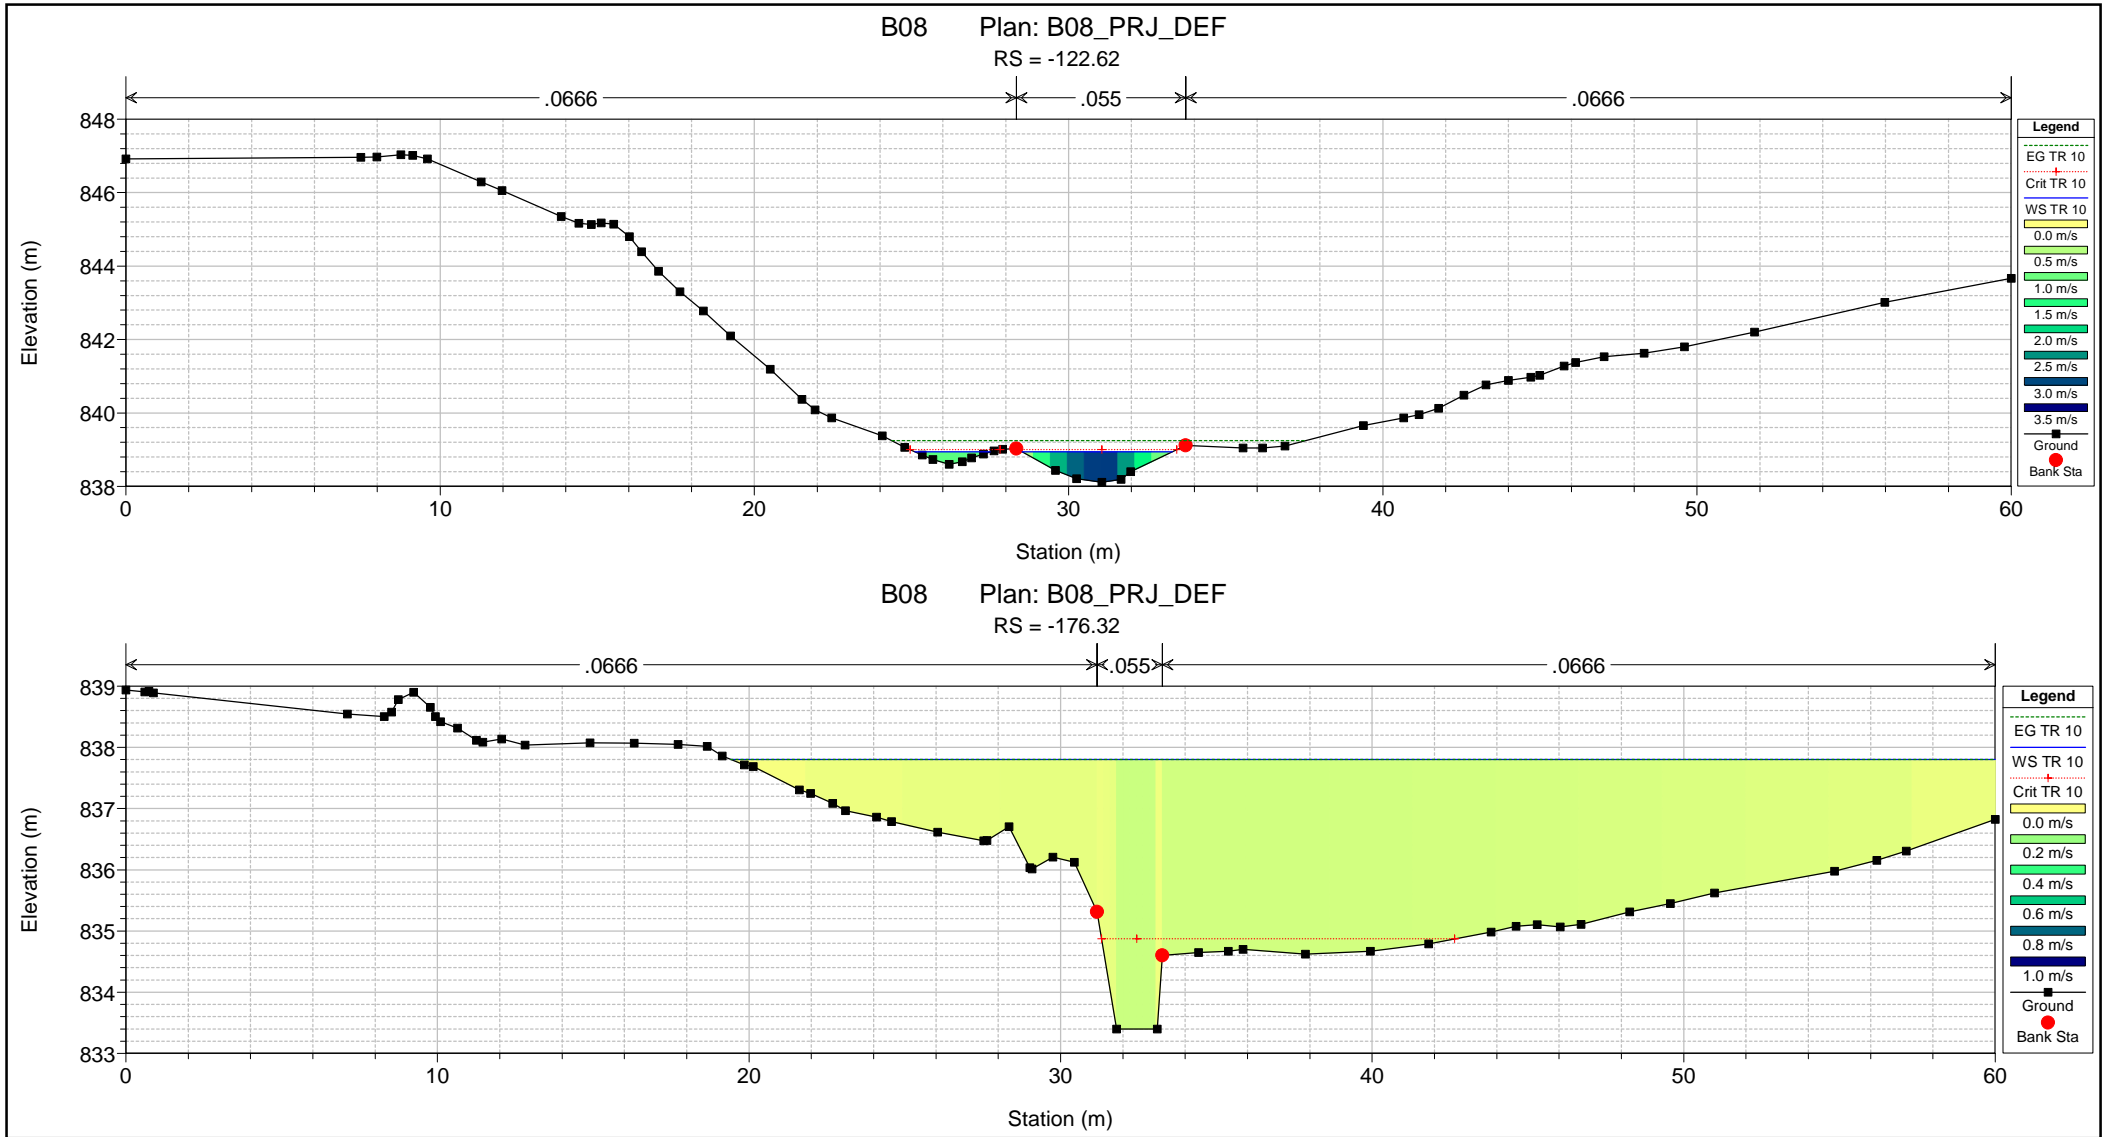 B08 Plan: B08_PRJ_DEF
RS = -122.62
.0666 .055 .0666
848
846
844
842
840
838
Elevation (m)
0 10 20 30 40 50 60
Station (m)
Legend
EG TR 10
Crit TR 10
WS TR 10
0.0 m/s
0.5 m/s
1.0 m/s
1.5 m/s
2.0 m/s
2.5 m/s
3.0 m/s
3.5 m/s
Ground
Bank Sta
B08 Plan: B08_PRJ_DEF
RS = -176.32
.0666 .055 .0666
839
838
837
836
835
834
833
Elevation (m)
0 10 20 30 40 50 60
Station (m)
Legend
EG TR 10
WS TR 10
Crit TR 10
0.0 m/s
0.2 m/s
0.4 m/s
0.6 m/s
0.8 m/s
1.0 m/s
Ground
Bank Sta